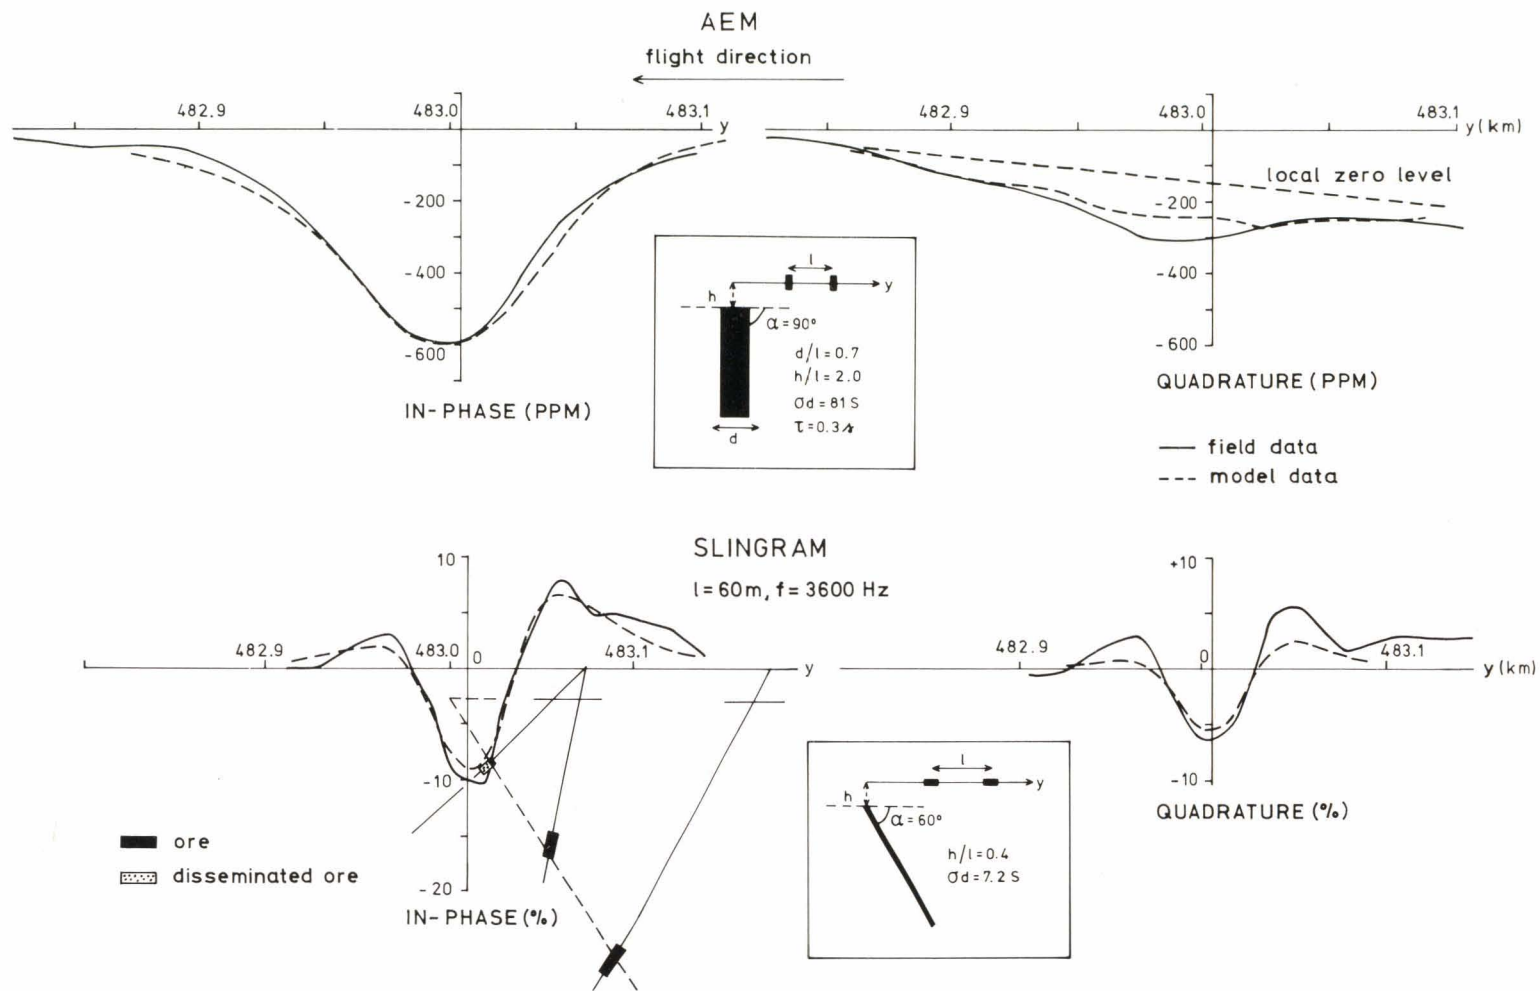 AEM
flight direction
482.9
483.0
483.1
y
-200
-400
-600
IN-PHASE (PPM)
482.9
483.0
483.1
y (km)
local zero level
-200
-400
-600
QUADRATURE (PPM)
l
y
h
α = 90°
d/l = 0.7
h/l = 2.0
σd = 81 S
τ = 0.3 s
d
field data
model data
SLINGRAM
l = 60m, f = 3600 Hz
10
482.9
483.0
0
483.1
y
-10
-20
IN-PHASE (%)
ore
disseminated ore
+10
482.9
0
483.1
y (km)
-10
QUADRATURE (%)
l
y
h
α = 60°
h/l = 0.4
σd = 7.2 S